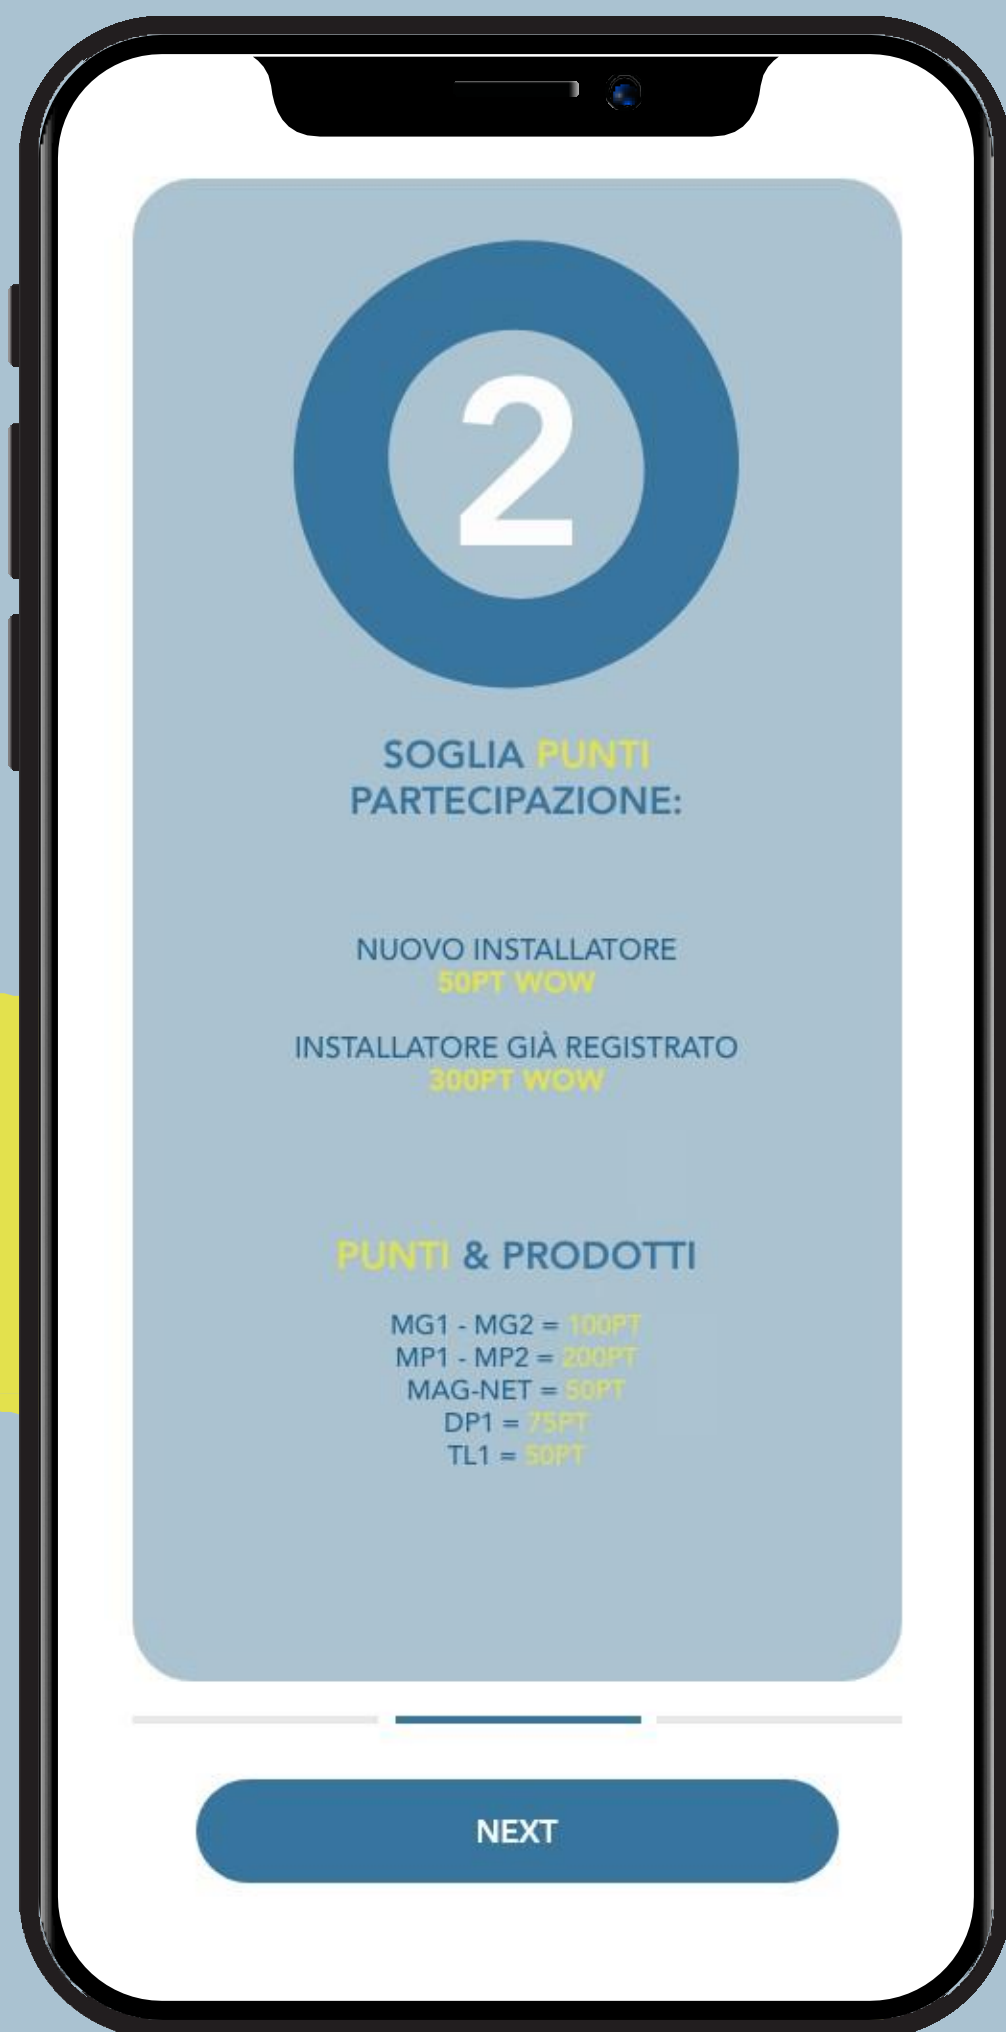 2
SOGLIA PUNTI
PARTECIPAZIONE:
NUOVO INSTALLATORE
50PT WOW
INSTALLATORE GIÀ REGISTRATO
300PT WOW
PUNTI & PRODOTTI
MG1 - MG2 = 100PT
MP1 - MP2 = 200PT
MAG-NET = 50PT
DP1 = 75PT
TL1 = 50PT
NEXT